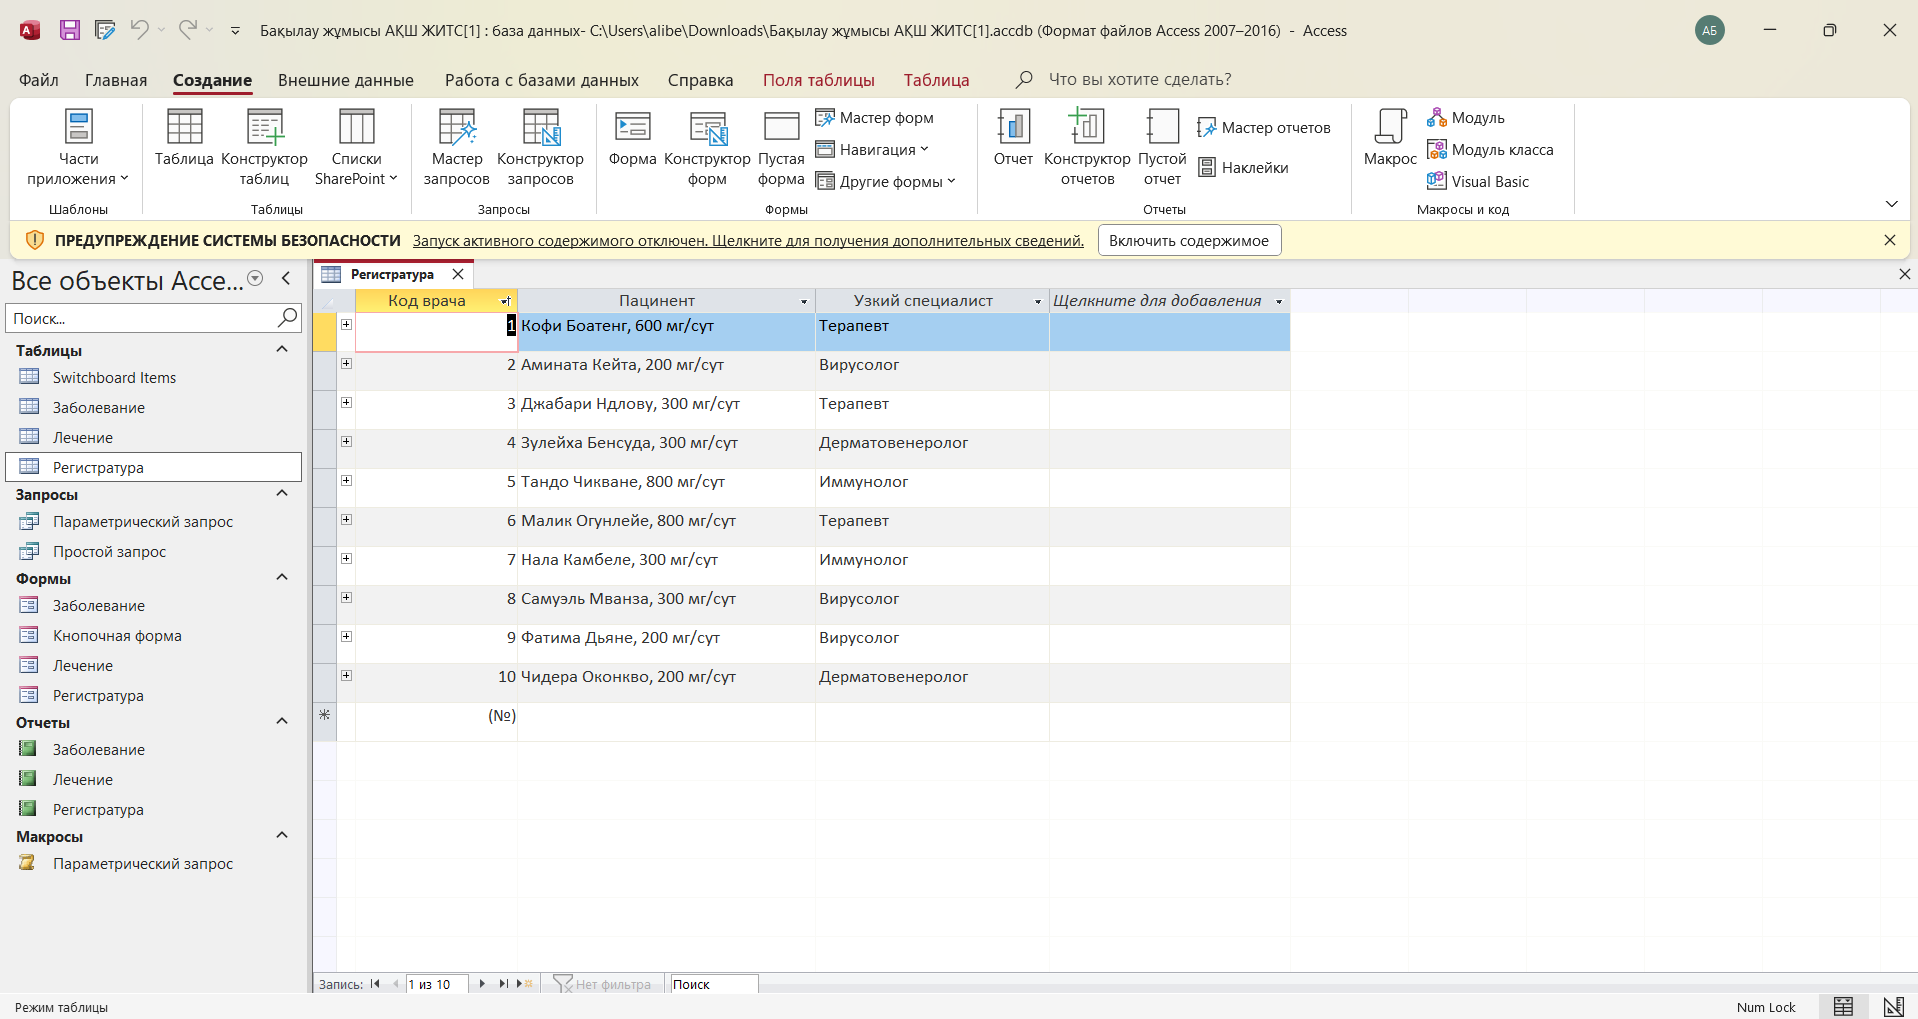 Бақылау жұмысы АҚШ ЖИТС[1] : база данных- C:\Users\alibe\Downloads\Бақылау жұмысы АҚШ ЖИТС[1].accdb (Формат файлов Access 2007–2016) - Access
АБ
Файл Главная Создание Внешние данные Работа с базами данных Справка Поля таблицы Таблица Что вы хотите сделать?
Части приложения
Шаблоны
Таблица
Конструктор таблиц
Списки SharePoint
Таблицы
Мастер запросов
Конструктор запросов
Запросы
Форма
Конструктор форм
Пустая форма
Мастер форм
Навигация
Другие формы
Формы
Отчет
Конструктор отчетов
Пустой отчет
Мастер отчетов
Наклейки
Отчеты
Макрос
Модуль
Модуль класса
Visual Basic
Макросы и код
ПРЕДУПРЕЖДЕНИЕ СИСТЕМЫ БЕЗОПАСНОСТИ Запуск активного содержимого отключен. Щелкните для получения дополнительных сведений. Включить содержимое
Все объекты Acce...
Поиск...
Таблицы
Switchboard Items
Заболевание
Лечение
Регистратура
Запросы
Параметрический запрос
Простой запрос
Формы
Заболевание
Кнопочная форма
Лечение
Регистратура
Отчеты
Заболевание
Лечение
Регистратура
Макросы
Параметрический запрос
Регистратура
Код врача Пацинент Узкий специалист Щелкните для добавления
1 Кофи Боатенг, 600 мг/сут Терапевт
2 Амината Кейта, 200 мг/сут Вирусолог
3 Джабари Ндлову, 300 мг/сут Терапевт
4 Зулейха Бенсуда, 300 мг/сут Дерматовенеролог
5 Тандо Чикване, 800 мг/сут Иммунолог
6 Малик Огунлейе, 800 мг/сут Терапевт
7 Нала Камбеле, 300 мг/сут Иммунолог
8 Самуэль Мванза, 300 мг/сут Вирусолог
9 Фатима Дьяне, 200 мг/сут Вирусолог
10 Чидера Оконкво, 200 мг/сут Дерматовенеролог
(№)
Запись: 1 из 10 Нет фильтра Поиск
Режим таблицы Num Lock